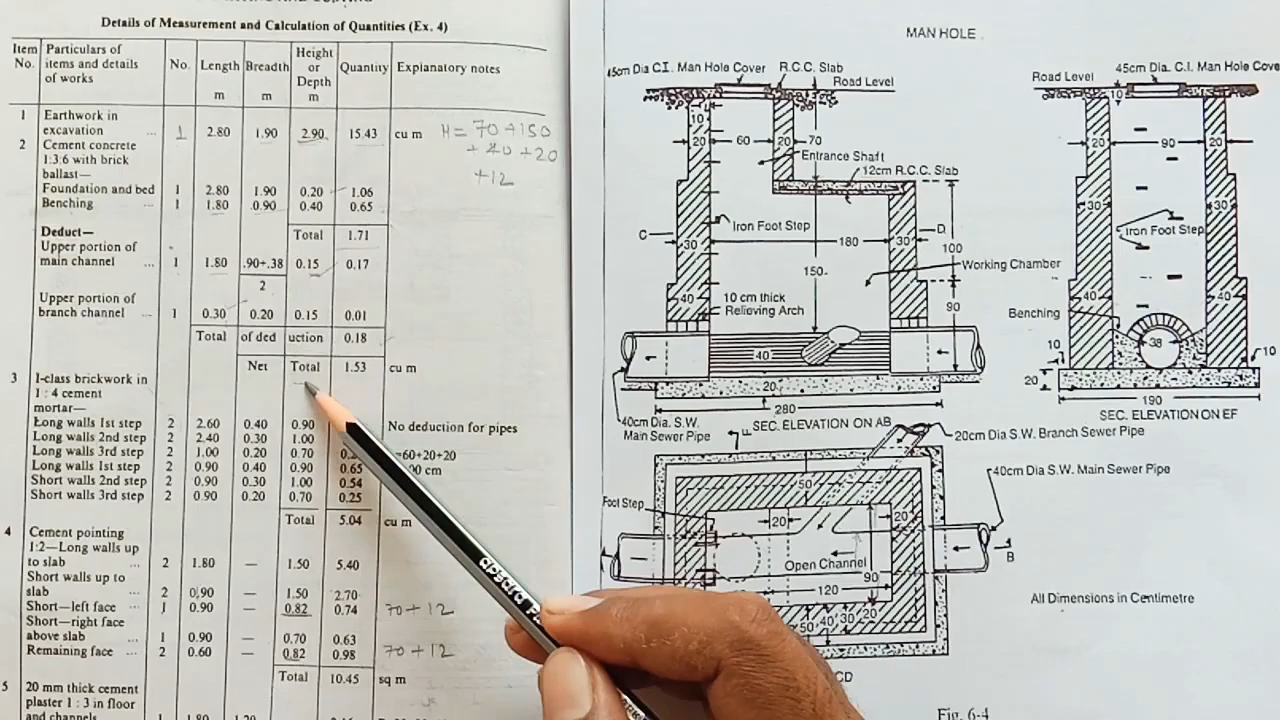 Details of Measurement and Calculation of Quantities (Ex. 4)
Item No. Particulars of items and details of works No. Length m Breadth m Height or Depth m Quantity Explanatory notes
1 Earthwork in
excavation ... 1 2.80 1.90 2.90 15.43 cu m H = 70+150
+40+20
+12
2 Cement concrete
1:3:6 with brick
ballast—
Foundation and bed 1 2.80 1.90 0.20 1.06
Benching ... 1 1.80 0.90 0.40 0.65
Total 1.71
Deduct—
Upper portion of
main channel ... 1 1.80 .90+.38 0.15 0.17
2
Upper portion of
branch channel ... 1 0.30 0.20 0.15 0.01
Total of ded uction 0.18
Net Total 1.53 cu m
3 I-class brickwork in
1 : 4 cement
mortar—
Long walls 1st step 2 2.60 0.40 0.90 No deduction for pipes
Long walls 2nd step 2 2.40 0.30 1.00
Long walls 3rd step 2 1.00 0.20 0.70 =60+20+20
Long walls 1st step 2 0.90 0.40 0.90 0.65 cm
Short walls 2nd step 2 0.90 0.30 1.00 0.54
Short walls 3rd step 2 0.90 0.20 0.70 0.25
Total 5.04 cu m
4 Cement pointing
1:2—Long walls up
to slab ... 2 1.80 — 1.50 5.40
Short walls up to
slab ... 2 0.90 — 1.50 2.70
Short—left face 1 0.90 — 0.82 0.74 70+12
Short—right face
above slab ... 1 0.90 — 0.70 0.63
Remaining face ... 2 0.60 — 0.82 0.98 70+12
Total 10.45 sq m
5 20 mm thick cement
plaster 1 : 3 in floor
and channels 1 1.80 1.20
apsara
MAN HOLE
45cm Dia C.I. Man Hole Cover
R.C.C. Slab
Road Level
10
20
60
20
70
Entrance Shaft
12cm R.C.C. Slab
Iron Foot Step
C
30
180
30
D
100
150
Working Chamber
40
10 cm thick
Relieving Arch
90
40
20
280
40cm Dia S.W.
Main Sewer Pipe
SEC. ELEVATION ON AB
Road Level
45cm Dia. C.I. Man Hole Cove
10
20
90
20
30
Iron Foot Step
30
40
40
Benching
38
10
20
10
190
SEC. ELEVATION ON EF
F
20cm Dia S.W. Branch Sewer Pipe
40cm Dia S.W. Main Sewer Pipe
50
Foot Step
20
20
B
Open Channel
90
120
50
40
30
20
All Dimensions in Centimetre
CD
Fig. 6-4